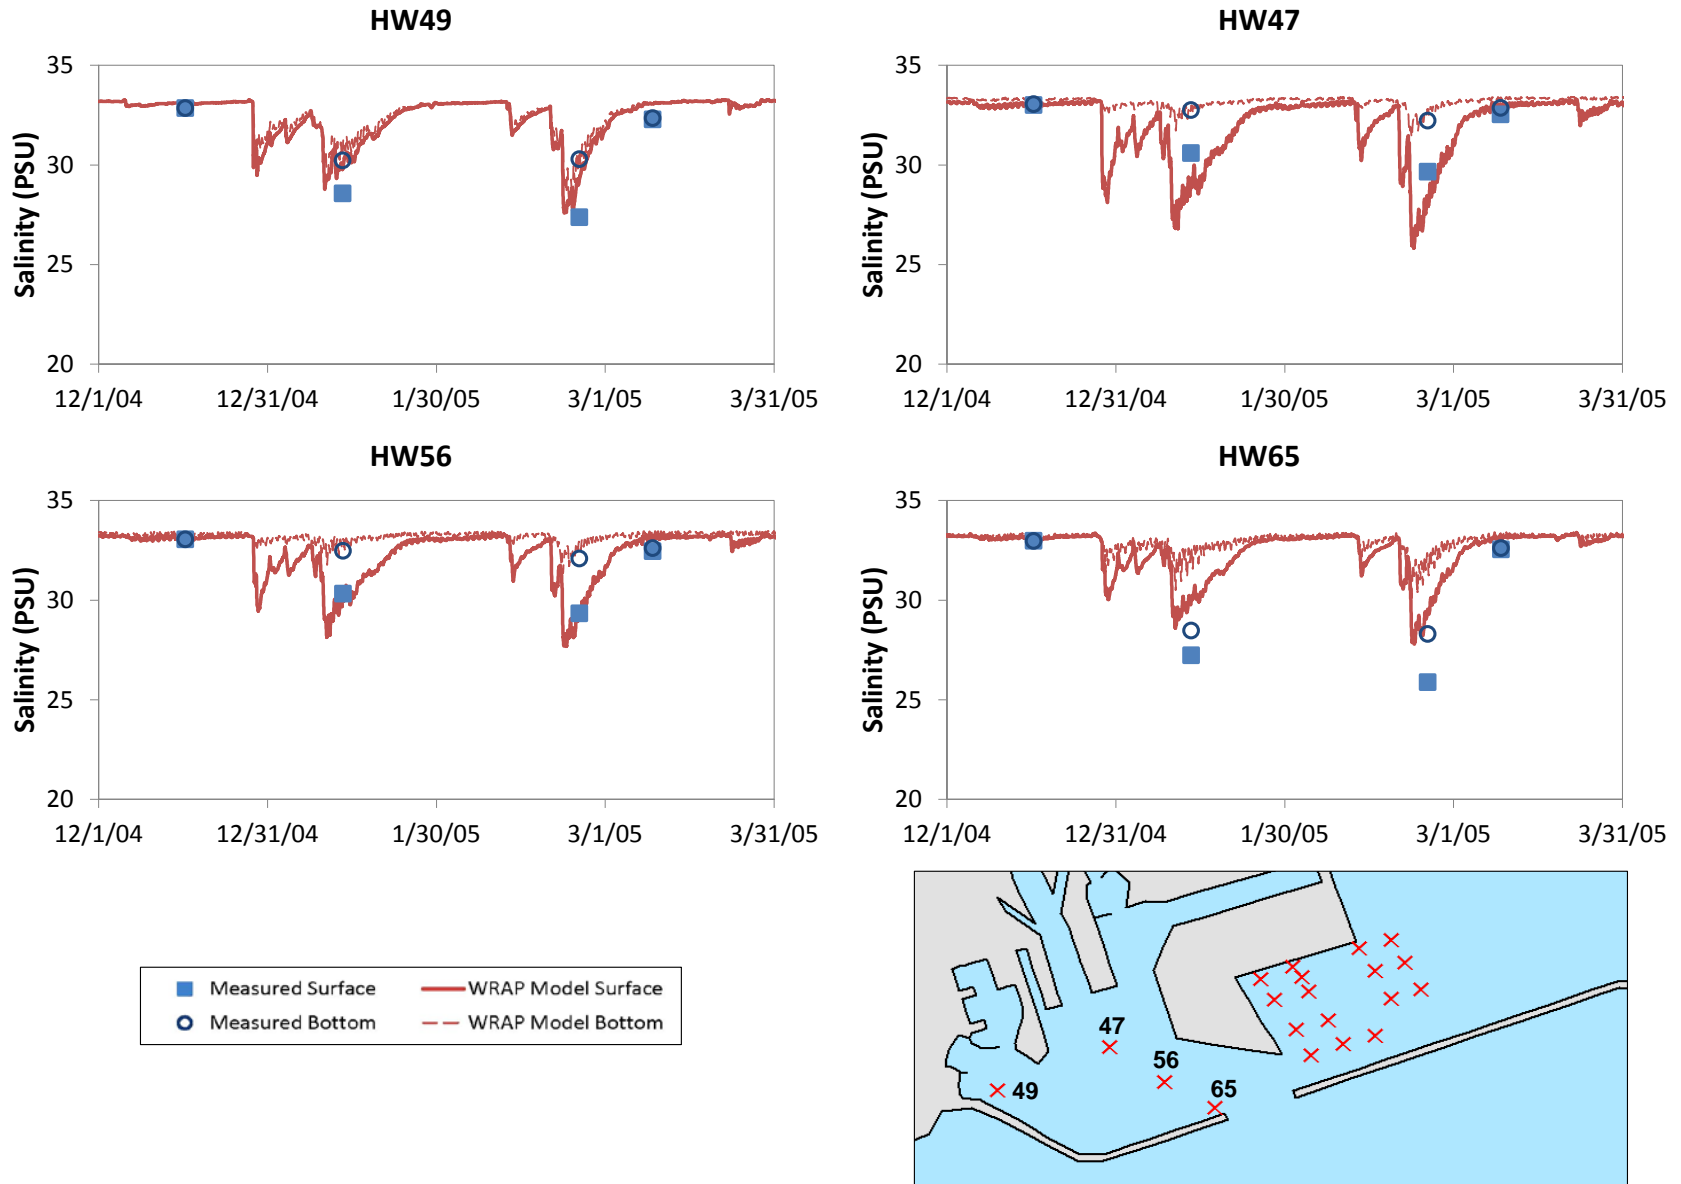 HW49
HW47
Salinity (PSU)
35
30
25
20
12/1/04 12/31/04 1/30/05 3/1/05 3/31/05
Salinity (PSU)
35
30
25
20
12/1/04 12/31/04 1/30/05 3/1/05 3/31/05
HW56
HW65
Salinity (PSU)
35
30
25
20
12/1/04 12/31/04 1/30/05 3/1/05 3/31/05
Salinity (PSU)
35
30
25
20
12/1/04 12/31/04 1/30/05 3/1/05 3/31/05
Measured Surface WRAP Model Surface
Measured Bottom WRAP Model Bottom
47
56
49
65